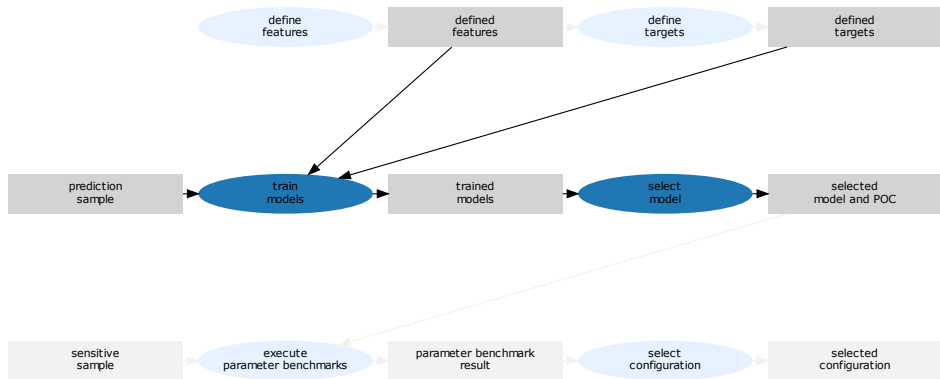 define
features
defined
features
define
targets
defined
targets
prediction
sample
train
models
trained
models
select
model
selected
model and POC
sensitive
sample
execute
parameter benchmarks
parameter benchmark
result
select
configuration
selected
configuration